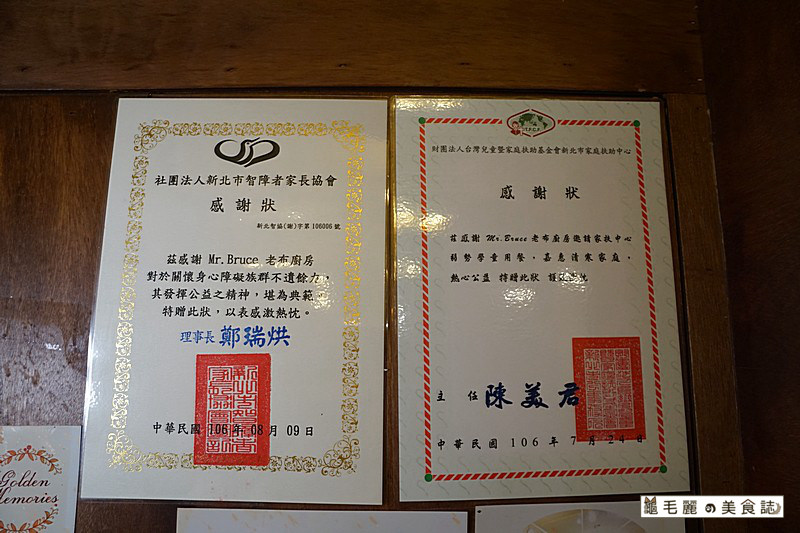 社團法人新北市智障者家長協會
感謝狀
新北智協(謝)字第106006號
茲感謝 Mr.Bruce 老布廚房
對於關懷身心障礙族群不遺餘力，
其發揮公益之精神，堪為典範。
特贈此狀，以表感激熱忱。
理事長 鄭瑞烘
中華民國 106年 08月 09日
財團法人台灣兒童暨家庭扶助基金會新北市家庭扶助中心
感謝狀
茲感謝 Mr.Bruce 老布廚房邀請家扶中心
弱勢學童用餐，嘉惠清寒家庭，
熱心公益 特贈此狀
主任 陳美君
中華民國 106 年 7 月 24 日
Golden
Memories
龜毛麗の美食誌